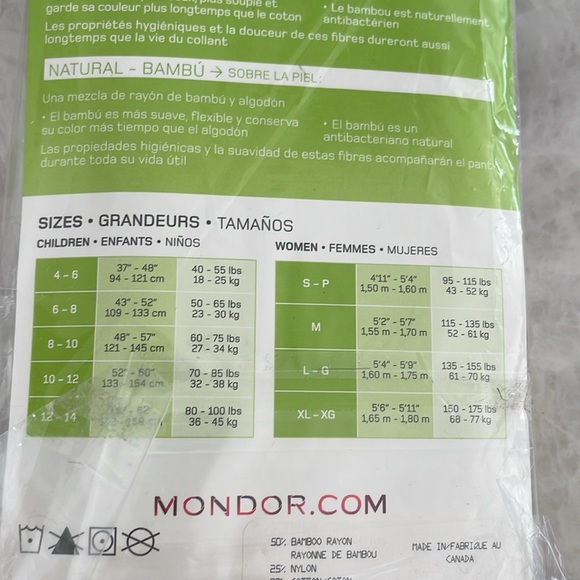 garde sa couleur plus longtemps que le coton
• Le bambou est naturellement
antibactérien
Les propriétés hygiéniques et la douceur de ces fibres dureront aussi
longtemps que la vie du collant
NATURAL - BAMBÚ → SOBRE LA PIEL:
Una mezcla de rayón de bambú y algodón
• El bambú es más suave, flexible y conserva
su color más tiempo que el algodón
• El bambú es un
antibacteriano natural
Las propiedades higiénicas y la suavidad de estas fibras acompañarán el
durante toda su vida útil
SIZES • GRANDEURS • TAMAÑOS
CHILDREN • ENFANTS • NIÑOS
4 - 6 37" - 48" 40 - 55 lbs
94 - 121 cm 18 - 25 kg
6 - 8 43" - 52" 50 - 65 lbs
109 - 133 cm 23 - 30 kg
8 - 10 48" - 57" 60 - 75 lbs
121 - 145 cm 27 - 34 kg
10 - 12 52" - 60" 70 - 85 lbs
133 - 154 cm 32 - 38 kg
12 - 14 80 - 100 lbs
36 - 45 kg
WOMEN • FEMMES • MUJERES
S - P 4'11" - 5'4" 95 - 115 lbs
1,50 m - 1,60 m 43 - 52 kg
M 5'2" - 5'7" 115 - 135 lbs
1,55 m - 1,70 m 52 - 61 kg
L - G 5'4" - 5'9" 135 - 155 lbs
1,60 m - 1,75 m 61 - 70 kg
XL - XG 5'6" - 5'11" 150 - 175 lbs
1,65 m - 1,80 m 68 - 77 kg
MONDOR.COM
50% BAMBOO RAYON
RAYONNE DE BAMBOU
25% NYLON
MADE IN/FABRIQUÉ AU
CANADA